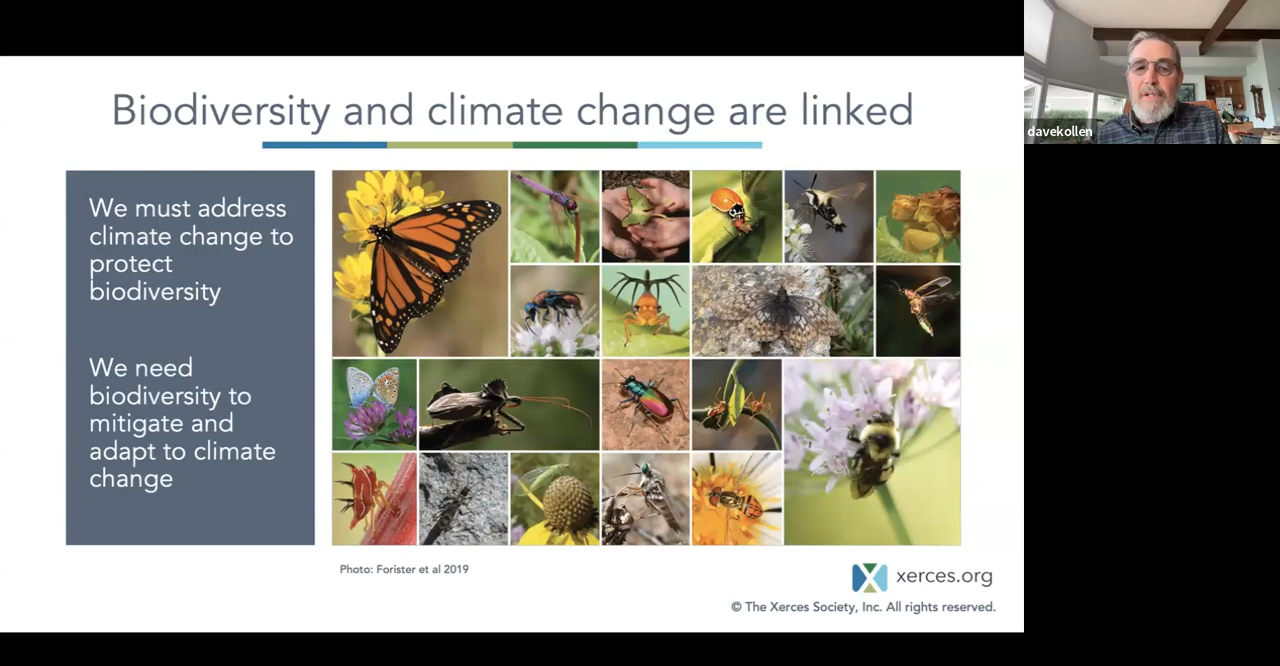 Biodiversity and climate change are linked
We must address
climate change to
protect
biodiversity
We need
biodiversity to
mitigate and
adapt to climate
change
Photo: Forister et al 2019
xerces.org
© The Xerces Society, Inc. All rights reserved.
davekollen